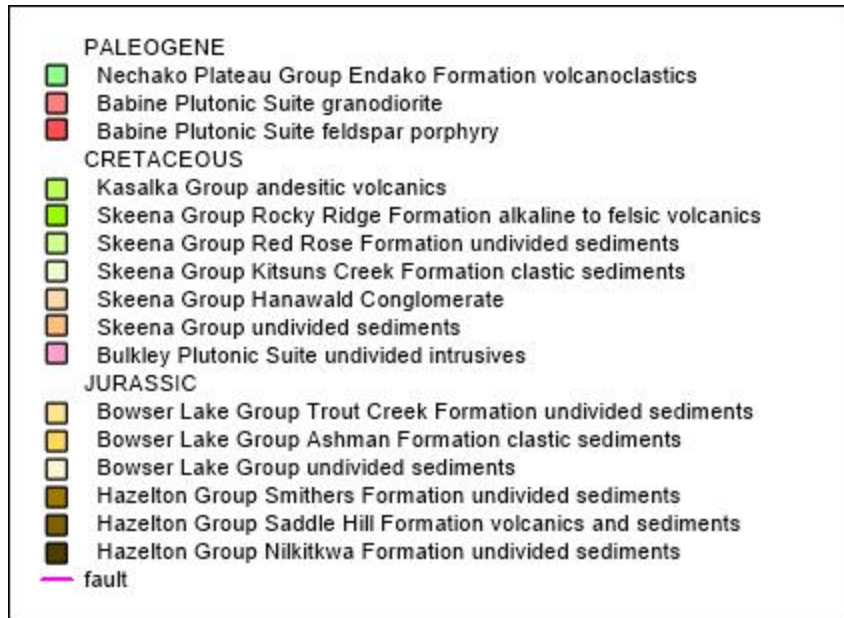 PALEOGENE
Nechako Plateau Group Endako Formation volcanoclastics
Babine Plutonic Suite granodiorite
Babine Plutonic Suite feldspar porphyry
CRETACEOUS
Kasalka Group andesitic volcanics
Skeena Group Rocky Ridge Formation alkaline to felsic volcanics
Skeena Group Red Rose Formation undivided sediments
Skeena Group Kitsuns Creek Formation clastic sediments
Skeena Group Hanawald Conglomerate
Skeena Group undivided sediments
Bulkley Plutonic Suite undivided intrusives
JURASSIC
Bowser Lake Group Trout Creek Formation undivided sediments
Bowser Lake Group Ashman Formation clastic sediments
Bowser Lake Group undivided sediments
Hazelton Group Smithers Formation undivided sediments
Hazelton Group Saddle Hill Formation volcanics and sediments
Hazelton Group Nilkitkwa Formation undivided sediments
fault